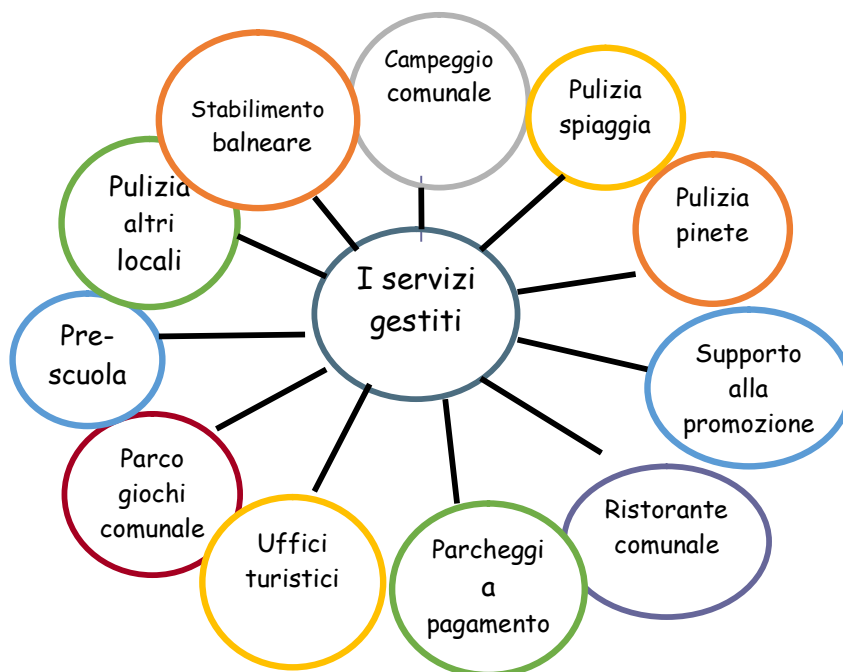 Campeggio
comunale
Stabilimento
balneare
Pulizia
spiaggia
Pulizia
altri
locali
Pulizia
pinete
I servizi
gestiti
Pre-
scuola
Supporto
alla
promozione
Parco
giochi
comunale
Ristorante
comunale
Uffici
turistici
Parcheggi
a
pagamento